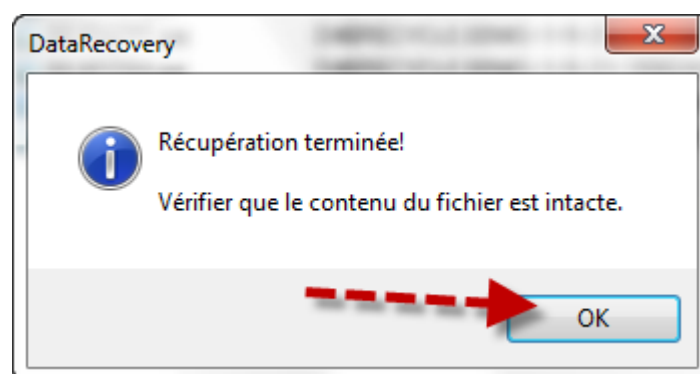 DataRecovery
Récupération terminée!
Vérifier que le contenu du fichier est intacte.
OK